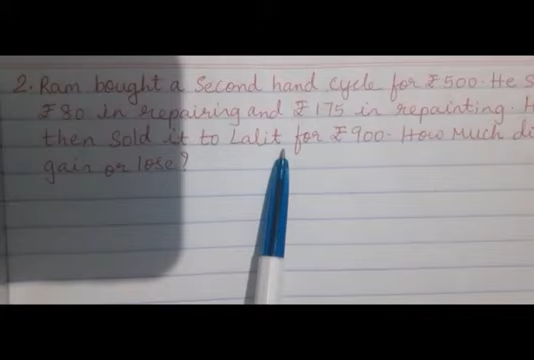 2. Ram bought a Second hand cycle for ₹500. He
₹80 in repairing and ₹175 in repainting.
then Sold it to Lalit for ₹900. How Much
gain or lose?